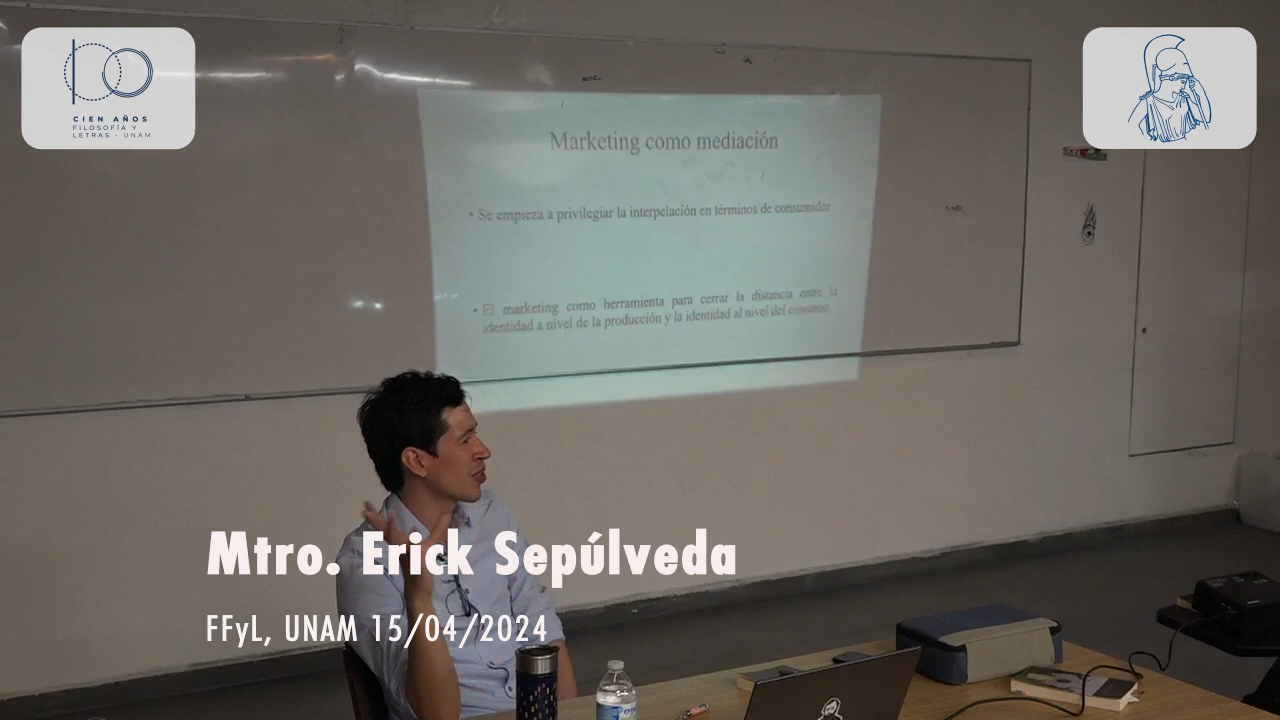 CIEN AÑOS
FILOSOFÍA Y
LETRAS - UNAM
Marketing como mediación
• Se empieza a privilegiar la interpelación en términos de consumidor
• El marketing como herramienta para cerrar la distancia entre la
identidad a nivel de la producción y la identidad al nivel del consumo
Mtro. Erick Sepúlveda
FFyL, UNAM 15/04/2024